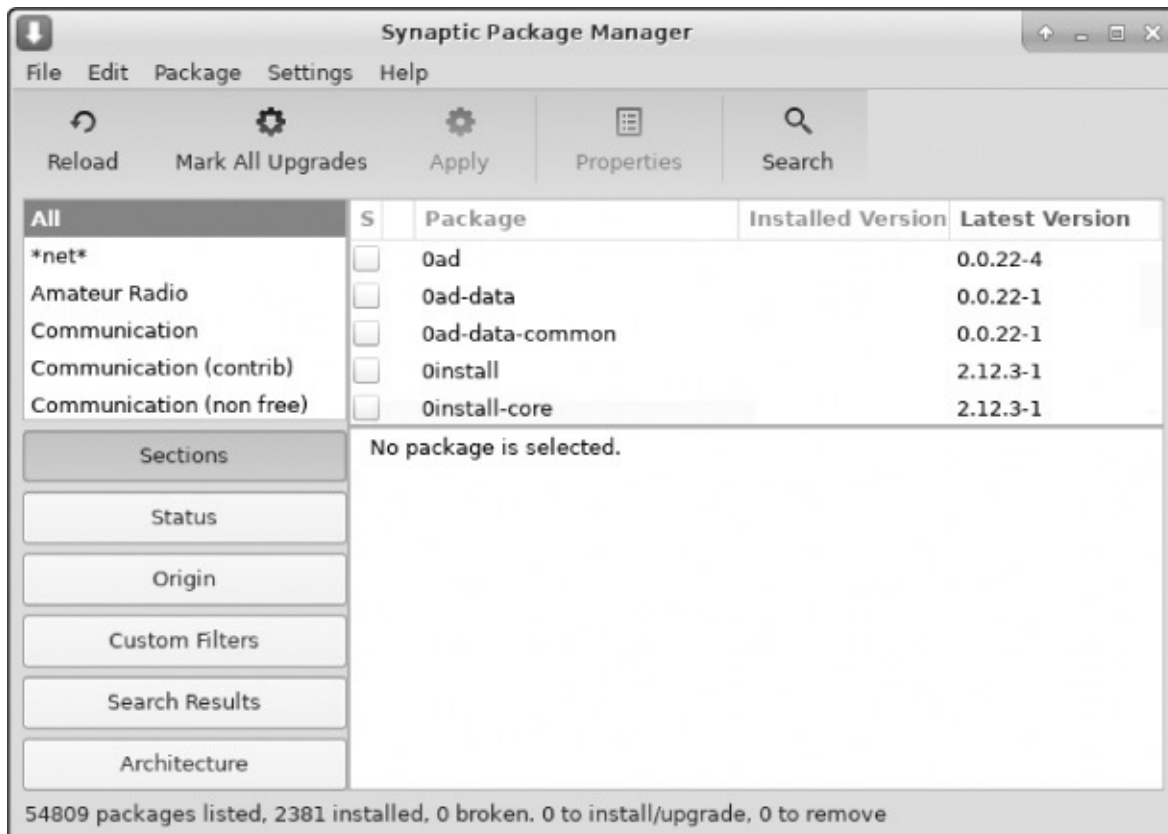 Synaptic Package Manager
File Edit Package Settings Help
Reload Mark All Upgrades Apply Properties Search
All
*net*
Amateur Radio
Communication
Communication (contrib)
Communication (non free)
S Package Installed Version Latest Version
0ad 0.0.22-4
0ad-data 0.0.22-1
0ad-data-common 0.0.22-1
0install 2.12.3-1
0install-core 2.12.3-1
Sections
Status
Origin
Custom Filters
Search Results
Architecture
No package is selected.
54809 packages listed, 2381 installed, 0 broken. 0 to install/upgrade, 0 to remove